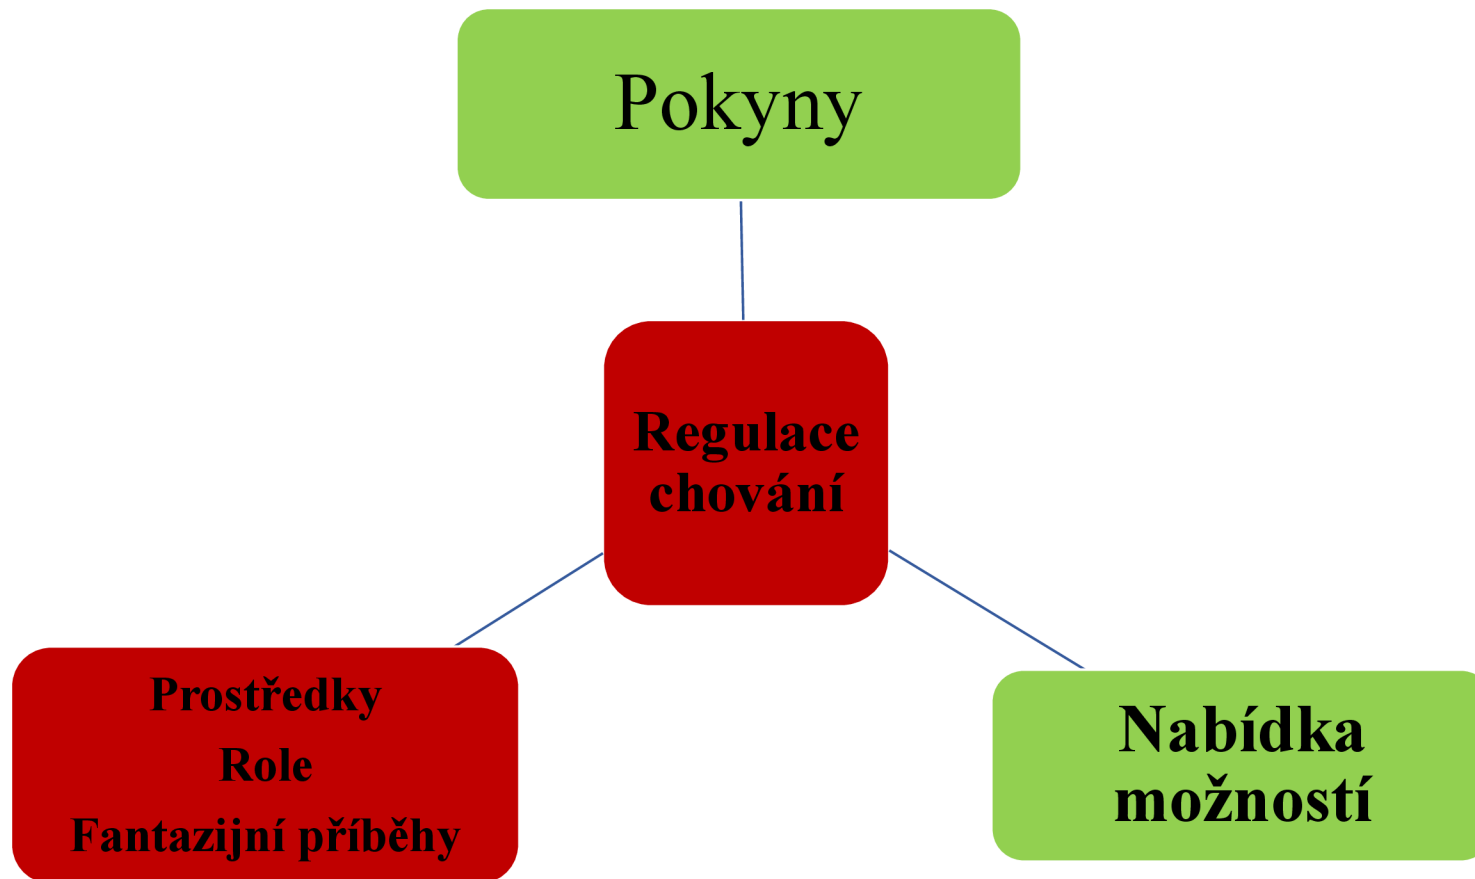 Pokyny
Regulace
chování
Prostředky
Role
Fantazijní příběhy
Nabídka
možností